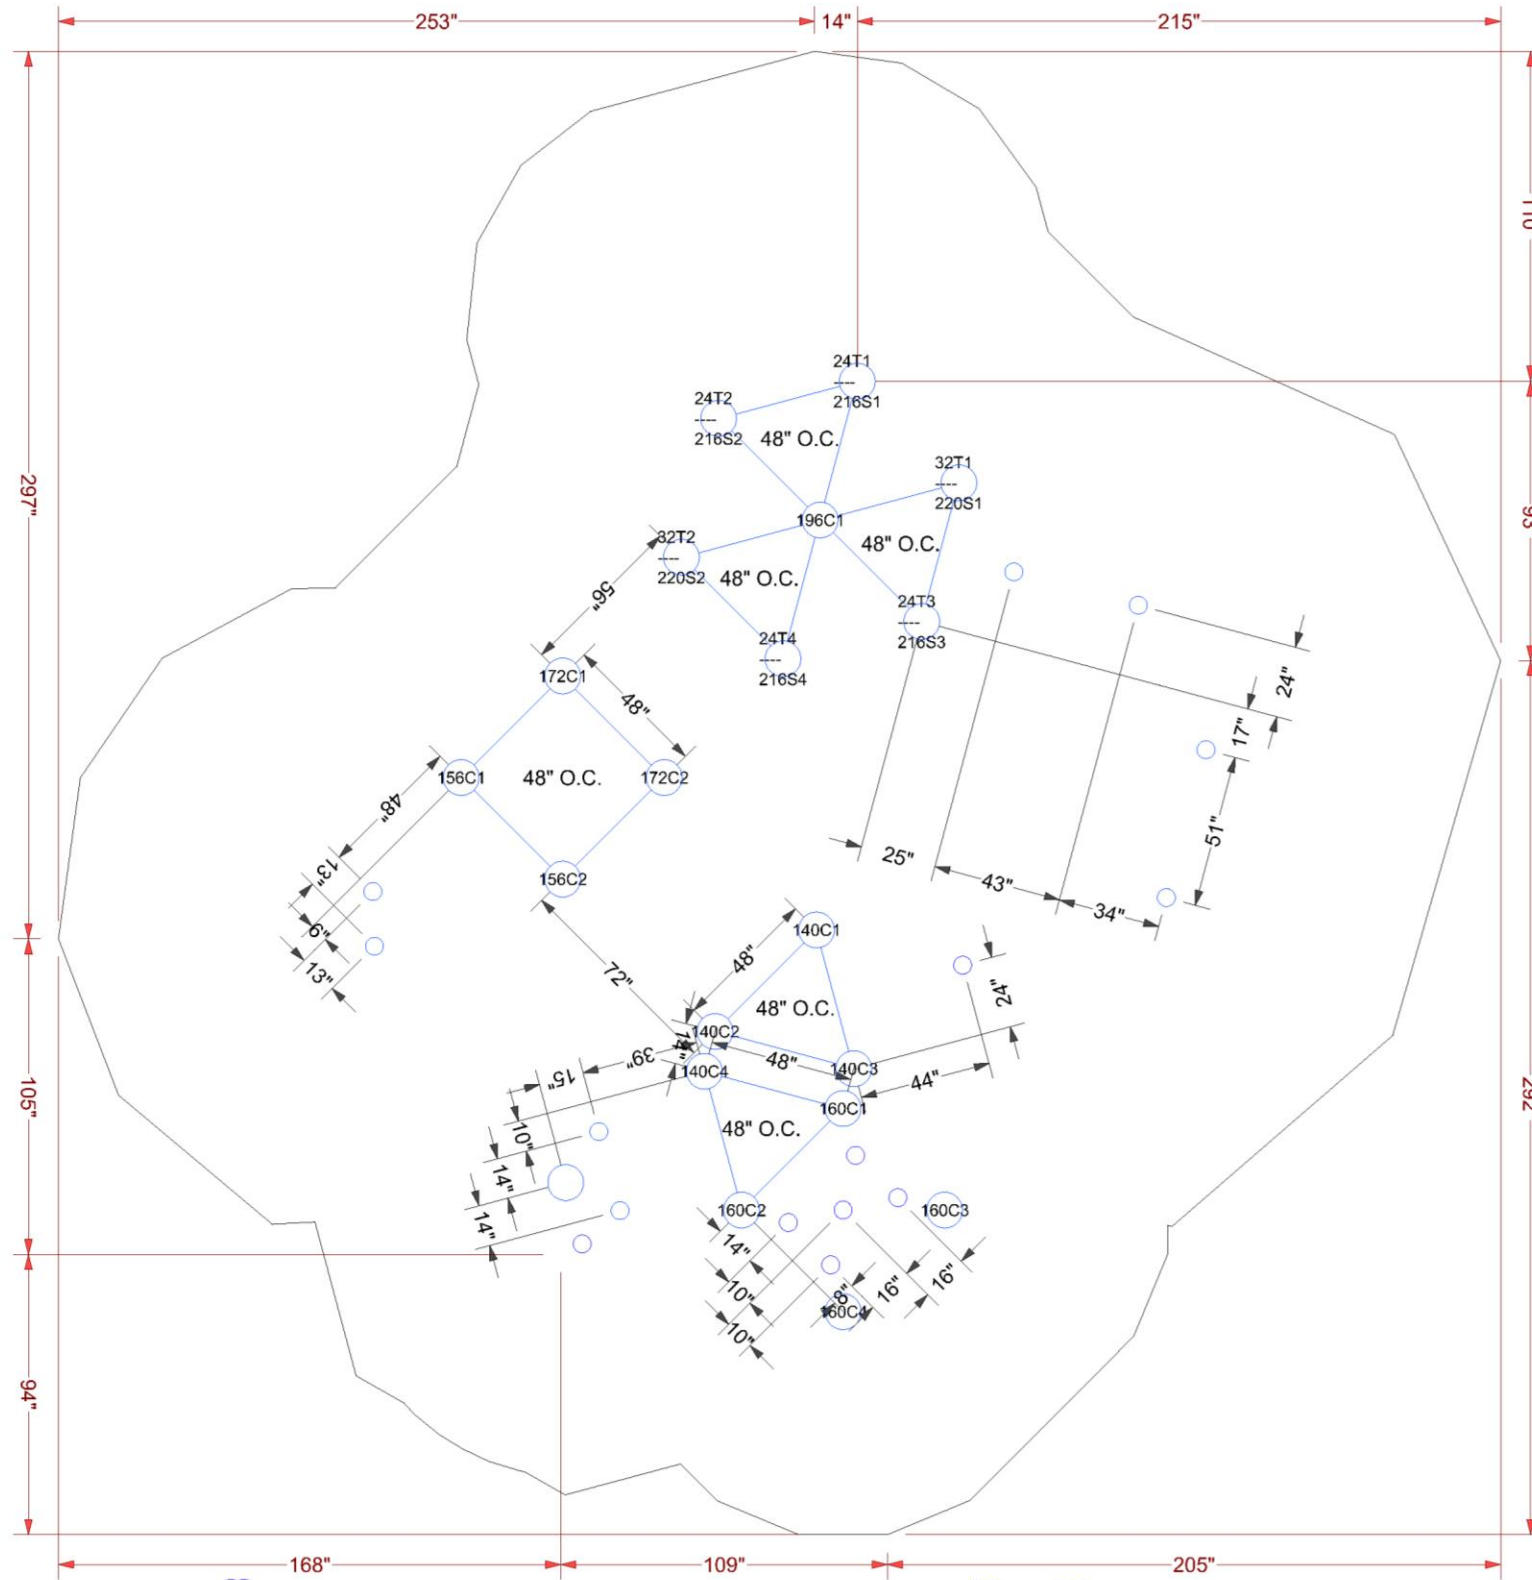 253"
14"
215"
297"
93
24T1
----
216S1
24T2
----
216S2
48" O.C.
32T1
----
220S1
196C1
48" O.C.
32T2
----
220S2
48" O.C.
24T3
----
216S3
24T4
----
216S4
56"
172C1
48"
24"
17"
156C1
48" O.C.
172C2
48"
51"
25"
43"
34"
13"
6"
13"
156C2
72"
140C1
48"
48" O.C.
24"
140C2
14"
48"
140C3
39"
15"
140C4
44"
160C1
105"
292
10"
48" O.C.
14"
14"
160C2
160C3
14"
10"
10"
8"
16"
16"
160C4
94"
168"
109"
205"